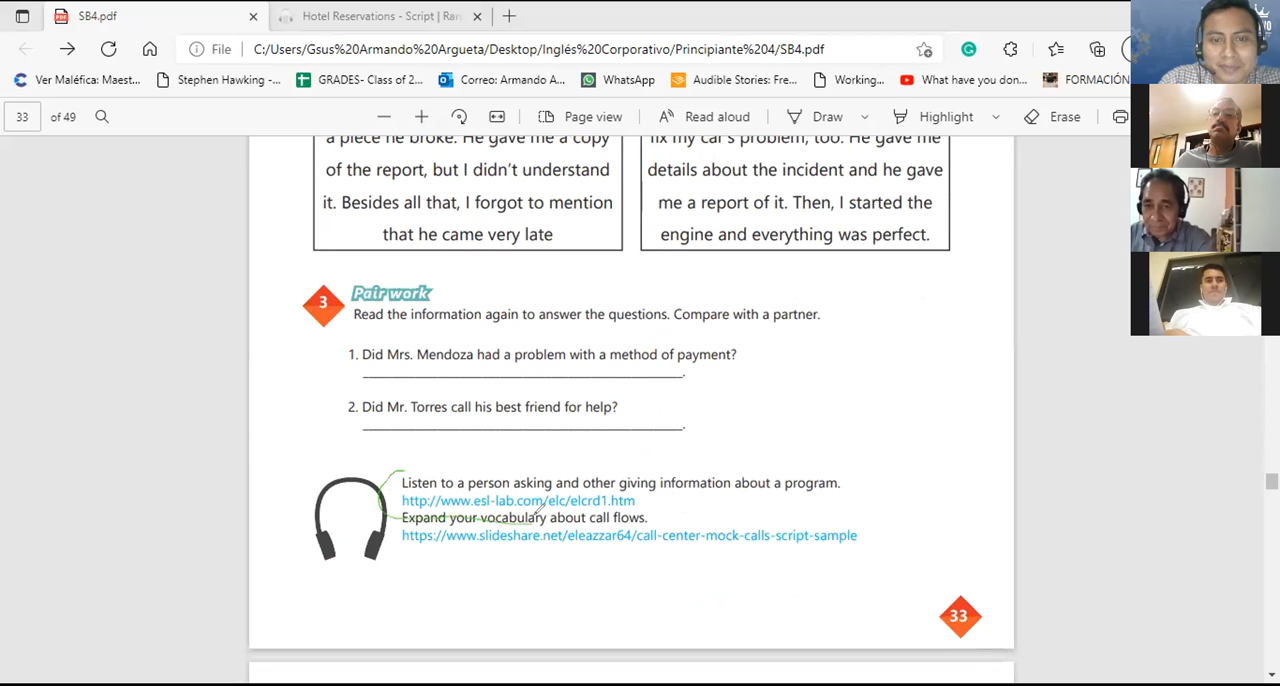 SB4.pdf
Hotel Reservations - Script | Ran
File
C:/Users/Gsus%20Armando%20Argueta/Desktop/Inglés%20Corporativo/Principiante%204/SB4.pdf
Ver Maléfica: Maest...
Stephen Hawking -...
GRADES- Class of 2...
Correo: Armando A...
WhatsApp
Audible Stories: Fre...
Working...
What have you don...
FORMACIÓN
33 of 49
Page view
Read aloud
Draw
Highlight
Erase
a piece he broke. He gave me a copy
of the report, but I didn't understand
it. Besides all that, I forgot to mention
that he came very late
fix my car's problem, too. He gave me
details about the incident and he gave
me a report of it. Then, I started the
engine and everything was perfect.
3
Pair work
Read the information again to answer the questions. Compare with a partner.
1. Did Mrs. Mendoza had a problem with a method of payment?
2. Did Mr. Torres call his best friend for help?
Listen to a person asking and other giving information about a program.
http://www.esl-lab.com/elc/elcrd1.htm
Expand your vocabulary about call flows.
https://www.slideshare.net/eleazzar64/call-center-mock-calls-script-sample
33